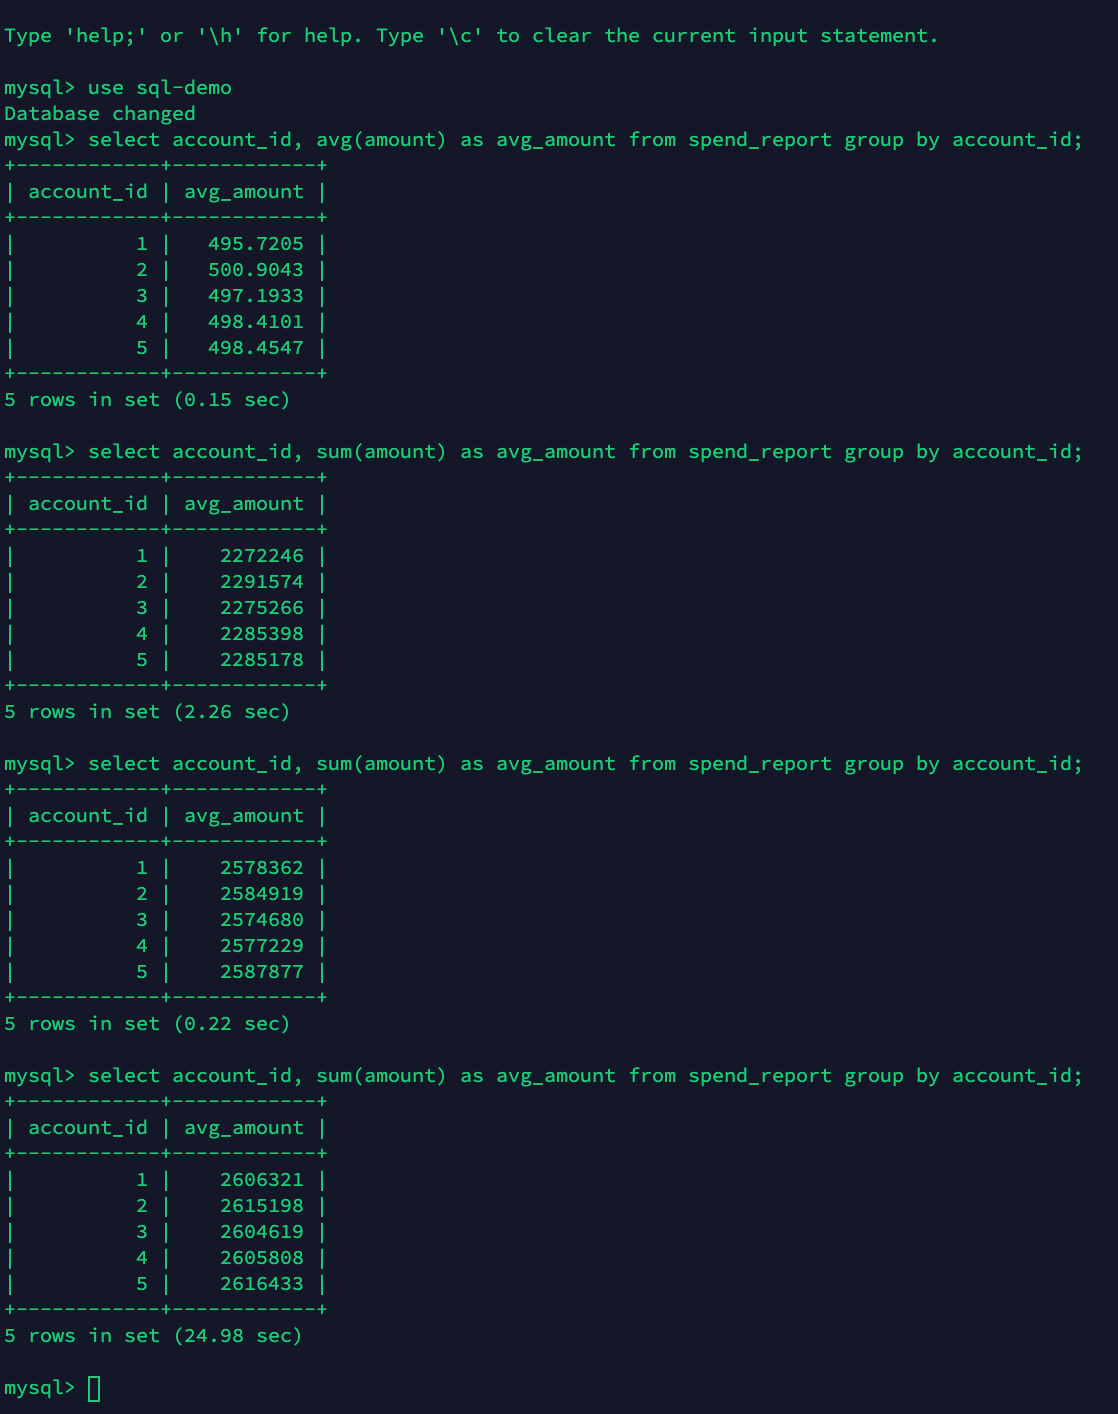 Type 'help;' or '\h' for help. Type '\c' to clear the current input statement.
mysql> use sql-demo
Database changed
mysql> select account_id, avg(amount) as avg_amount from spend_report group by account_id;
+------------+------------+
| account_id | avg_amount |
+------------+------------+
|          1 |   495.7205 |
|          2 |   500.9043 |
|          3 |   497.1933 |
|          4 |   498.4101 |
|          5 |   498.4547 |
+------------+------------+
5 rows in set (0.15 sec)
mysql> select account_id, sum(amount) as avg_amount from spend_report group by account_id;
+------------+------------+
| account_id | avg_amount |
+------------+------------+
|          1 |    2272246 |
|          2 |    2291574 |
|          3 |    2275266 |
|          4 |    2285398 |
|          5 |    2285178 |
+------------+------------+
5 rows in set (2.26 sec)
mysql> select account_id, sum(amount) as avg_amount from spend_report group by account_id;
+------------+------------+
| account_id | avg_amount |
+------------+------------+
|          1 |    2578362 |
|          2 |    2584919 |
|          3 |    2574680 |
|          4 |    2577229 |
|          5 |    2587877 |
+------------+------------+
5 rows in set (0.22 sec)
mysql> select account_id, sum(amount) as avg_amount from spend_report group by account_id;
+------------+------------+
| account_id | avg_amount |
+------------+------------+
|          1 |    2606321 |
|          2 |    2615198 |
|          3 |    2604619 |
|          4 |    2605808 |
|          5 |    2616433 |
+------------+------------+
5 rows in set (24.98 sec)
mysql>